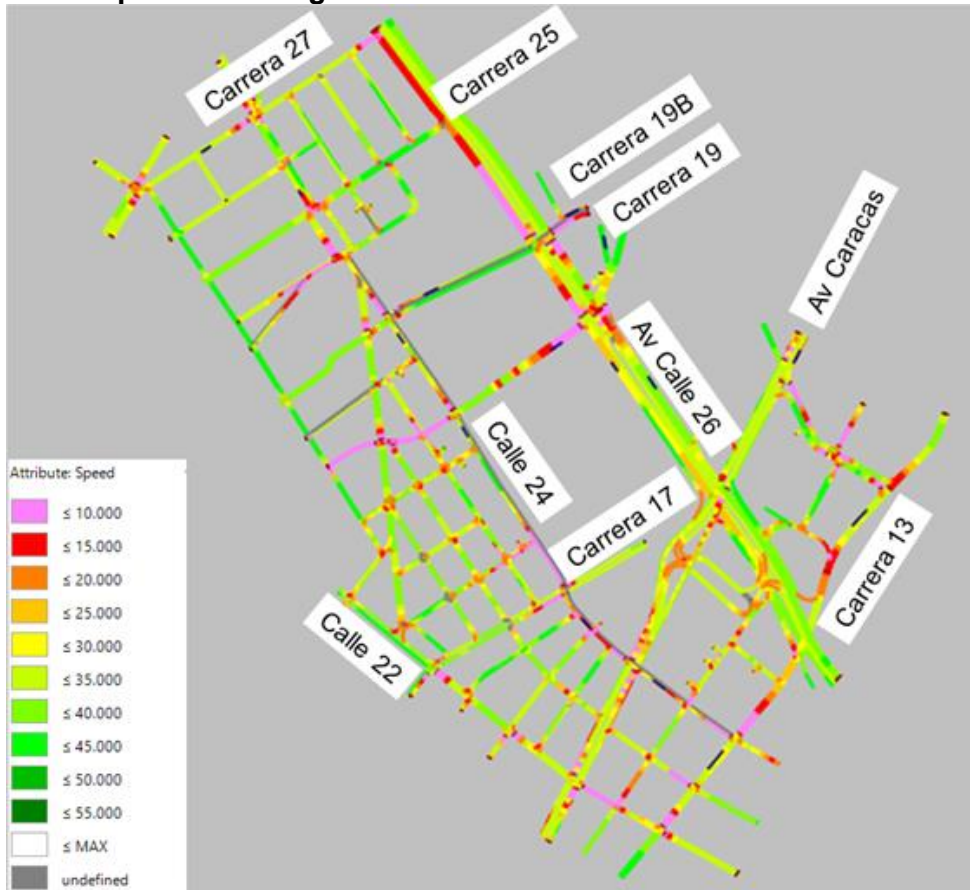 Carrera 27
Carrera 25
Carrera 19B
Carrera 19
Av Caracas
Av Calle 26
Calle 24
Carrera 17
Carrera 13
Calle 22
Attribute: Speed
≤ 10.000
≤ 15.000
≤ 20.000
≤ 25.000
≤ 30.000
≤ 35.000
≤ 40.000
≤ 45.000
≤ 50.000
≤ 55.000
≤ MAX
undefined